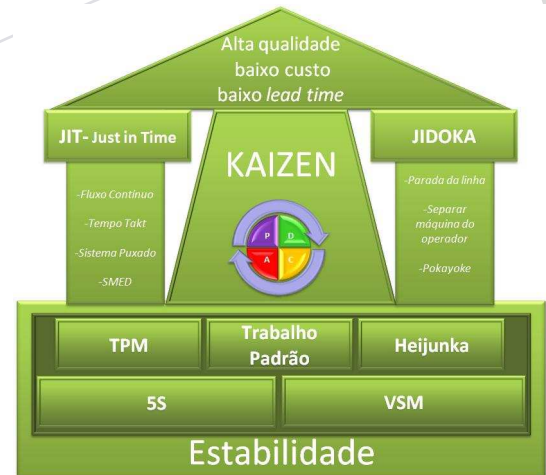 Alta qualidade
baixo custo
baixo lead time
JIT- Just in Time
-Fluxo Contínuo
-Tempo Takt
-Sistema Puxado
-SMED
KAIZEN
P D
A C
JIDOKA
-Parada da linha
-Separar
máquina do
operador
-Pokayoke
TPM
Trabalho
Padrão
Heijunka
5S
VSM
Estabilidade